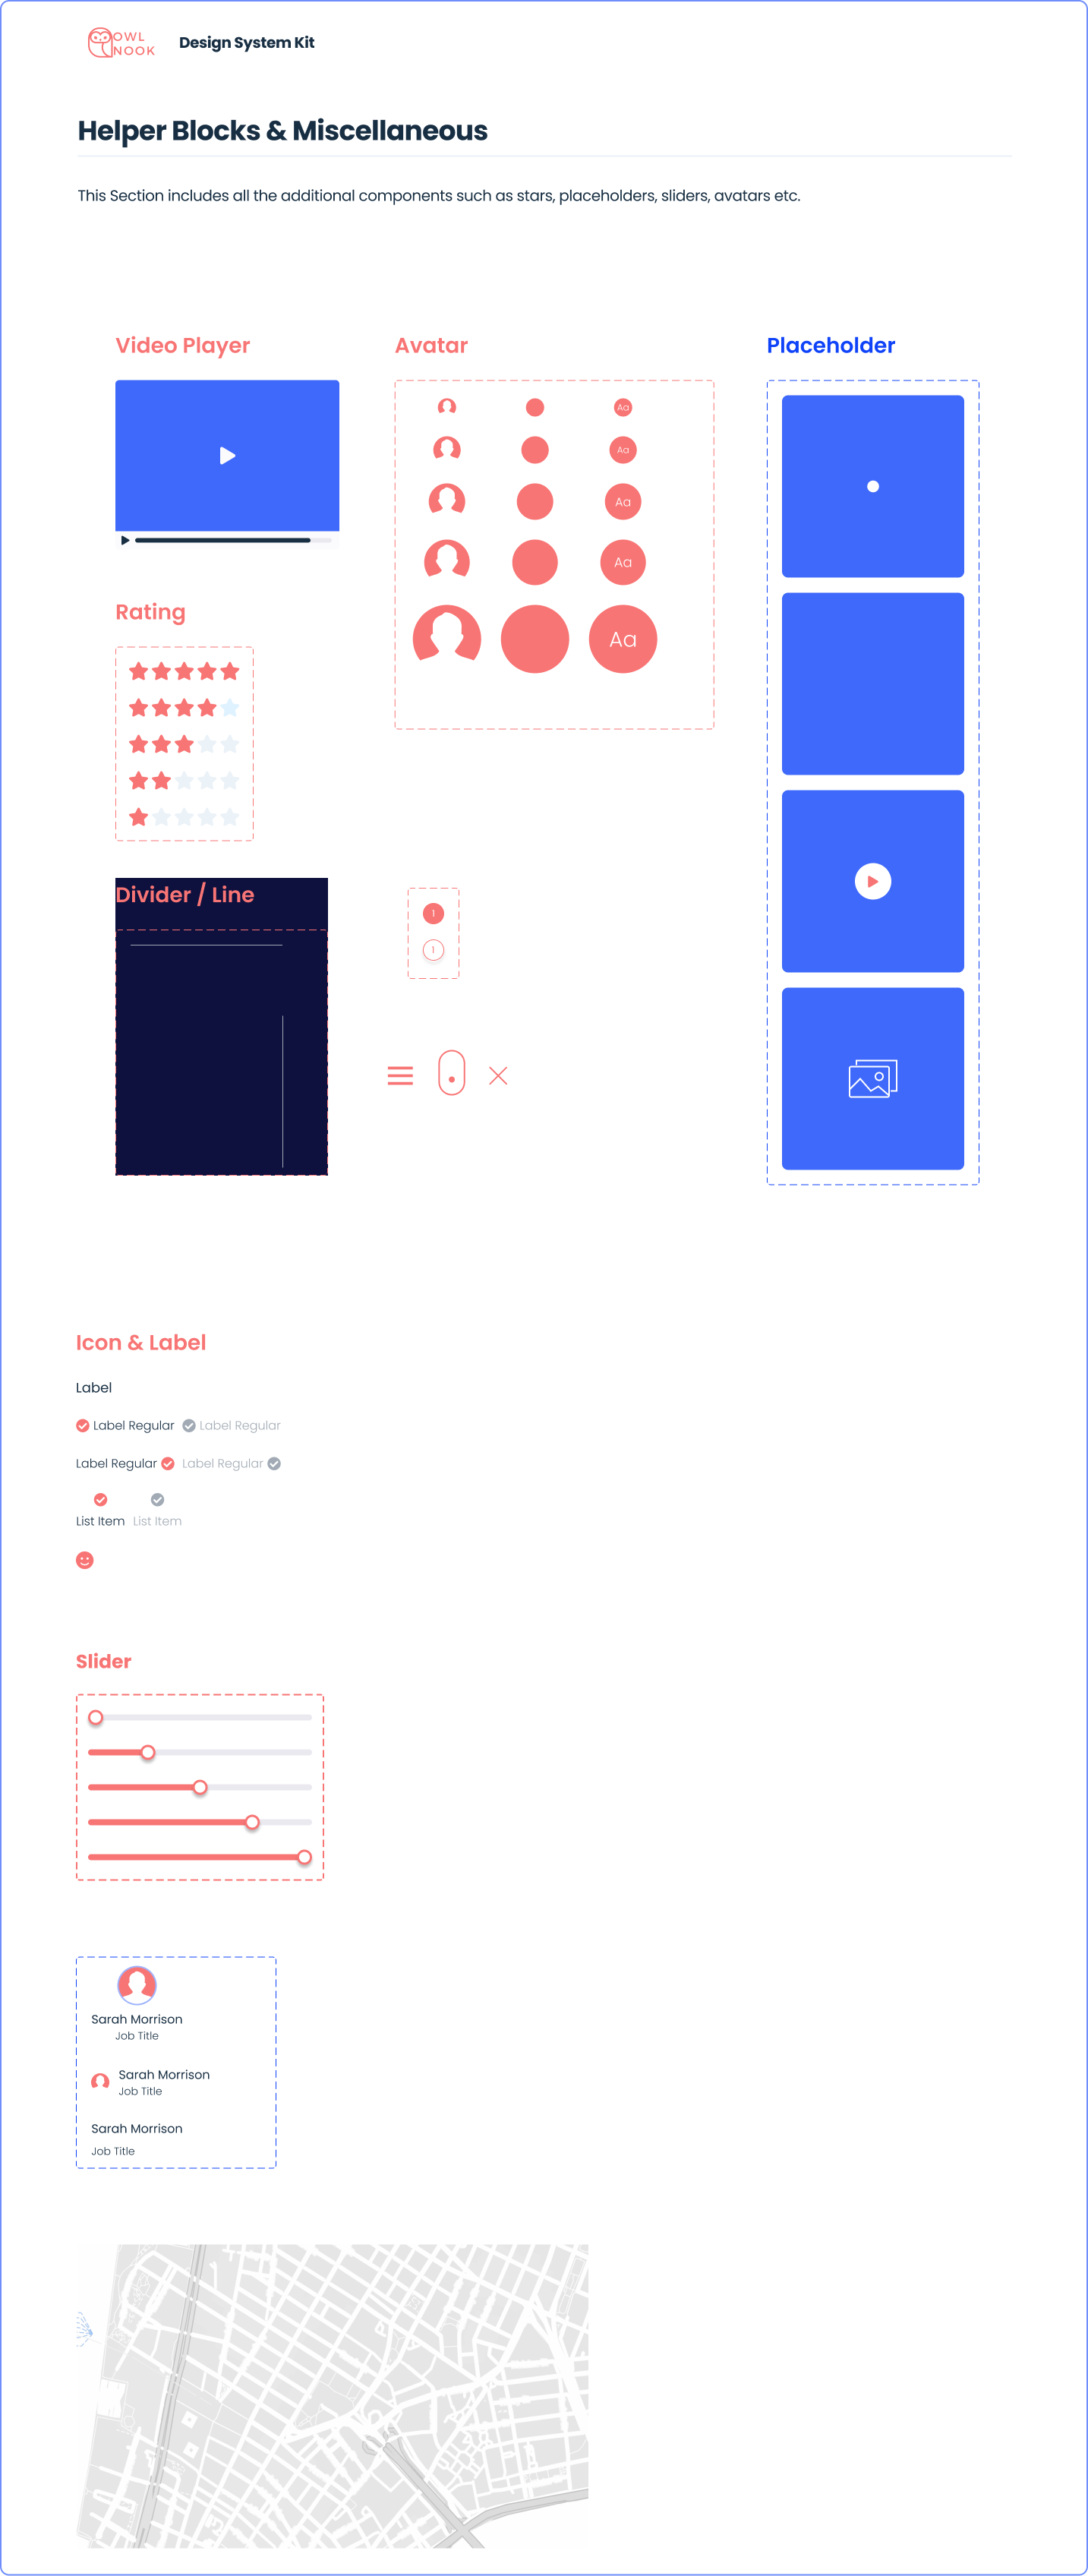 OWL
NOOK
Design System Kit
Helper Blocks & Miscellaneous
This Section includes all the additional components such as stars, placeholders, sliders, avatars etc.
Video Player
Avatar
Placeholder
Aa
Aa
Aa
Aa
Aa
Rating
Divider / Line
1
1
Icon & Label
Label
Label Regular Label Regular
Label Regular Label Regular
List Item List Item
Slider
Sarah Morrison
Job Title
Sarah Morrison
Job Title
Sarah Morrison
Job Title